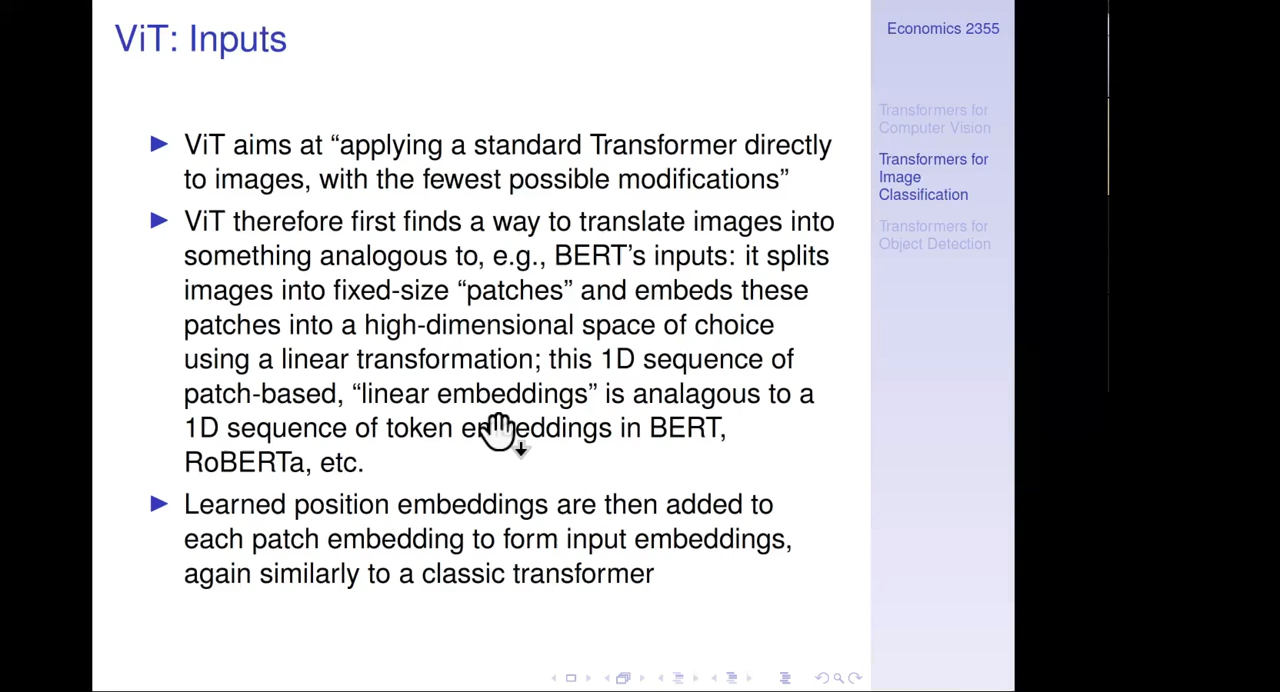 ViT: Inputs
Economics 2355
Transformers for
Computer Vision
Transformers for
Image
Classification
Transformers for
Object Detection
ViT aims at “applying a standard Transformer directly
to images, with the fewest possible modifications”
ViT therefore first finds a way to translate images into
something analogous to, e.g., BERT’s inputs: it splits
images into fixed-size “patches” and embeds these
patches into a high-dimensional space of choice
using a linear transformation; this 1D sequence of
patch-based, “linear embeddings” is analagous to a
1D sequence of token embeddings in BERT,
RoBERTa, etc.
Learned position embeddings are then added to
each patch embedding to form input embeddings,
again similarly to a classic transformer